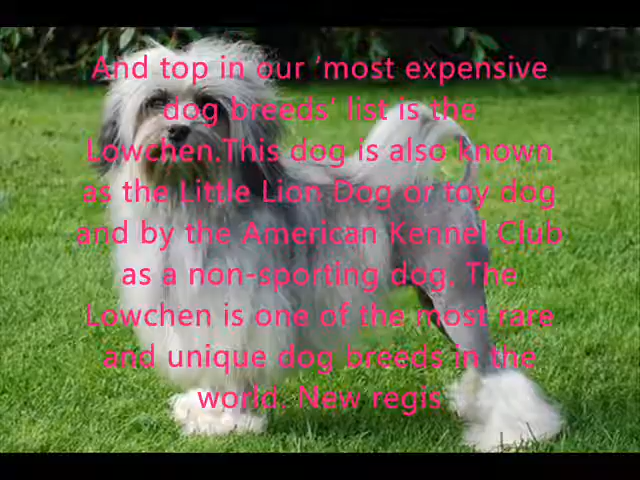 And top in our ‘most expensive
dog breeds’ list is the
Lowchen.This dog is also known
as the Little Lion Dog or toy dog
and by the American Kennel Club
as a non-sporting dog. The
Lowchen is one of the most rare
and unique dog breeds in the
world. New regis